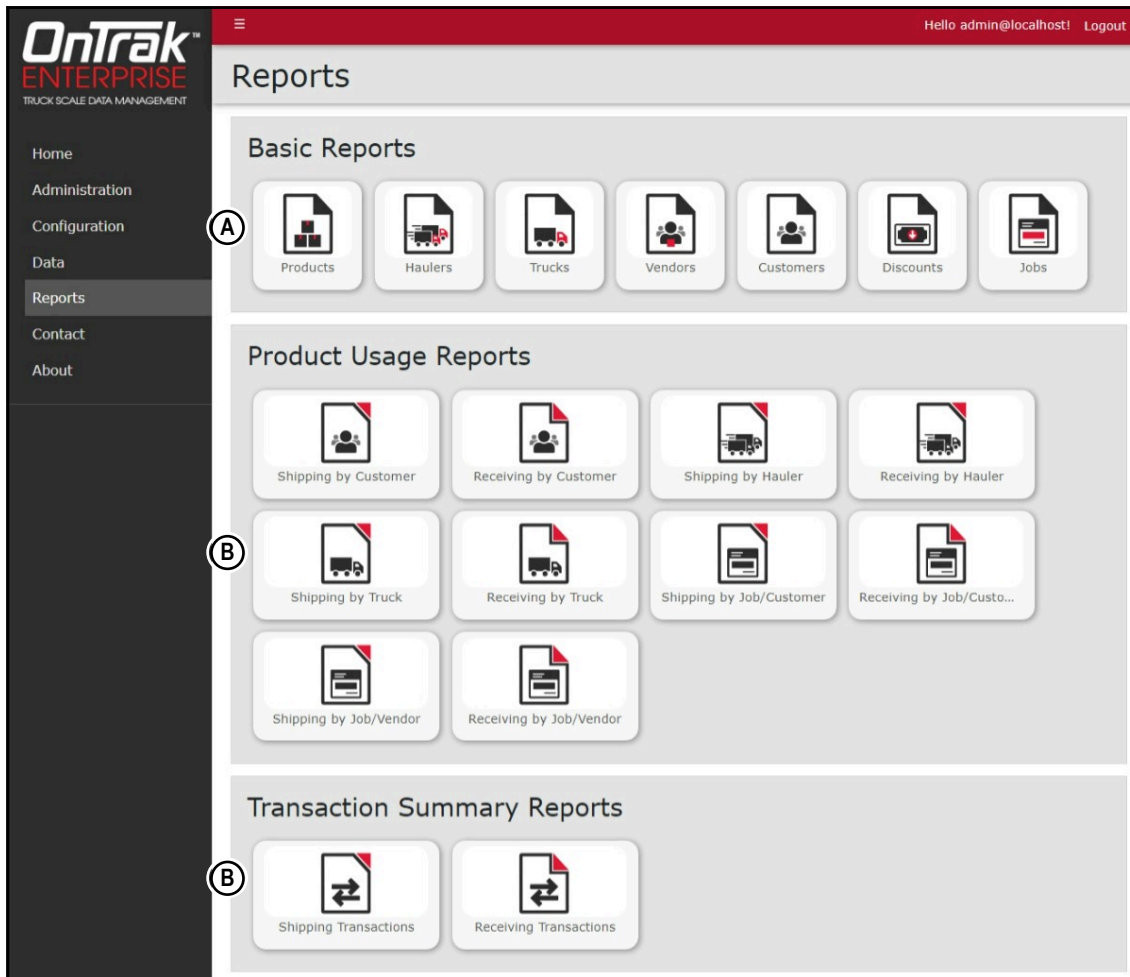 OnTrak™
ENTERPRISE
TRUCK SCALE DATA MANAGEMENT
Home
Administration
Configuration
Data
Reports
Contact
About
☰ Hello admin@localhost! Logout
Reports
Basic Reports
A
Products Haulers Trucks Vendors Customers Discounts Jobs
Product Usage Reports
Shipping by Customer Receiving by Customer Shipping by Hauler Receiving by Hauler
B
Shipping by Truck Receiving by Truck Shipping by Job/Customer Receiving by Job/Custo...
Shipping by Job/Vendor Receiving by Job/Vendor
Transaction Summary Reports
B
Shipping Transactions Receiving Transactions